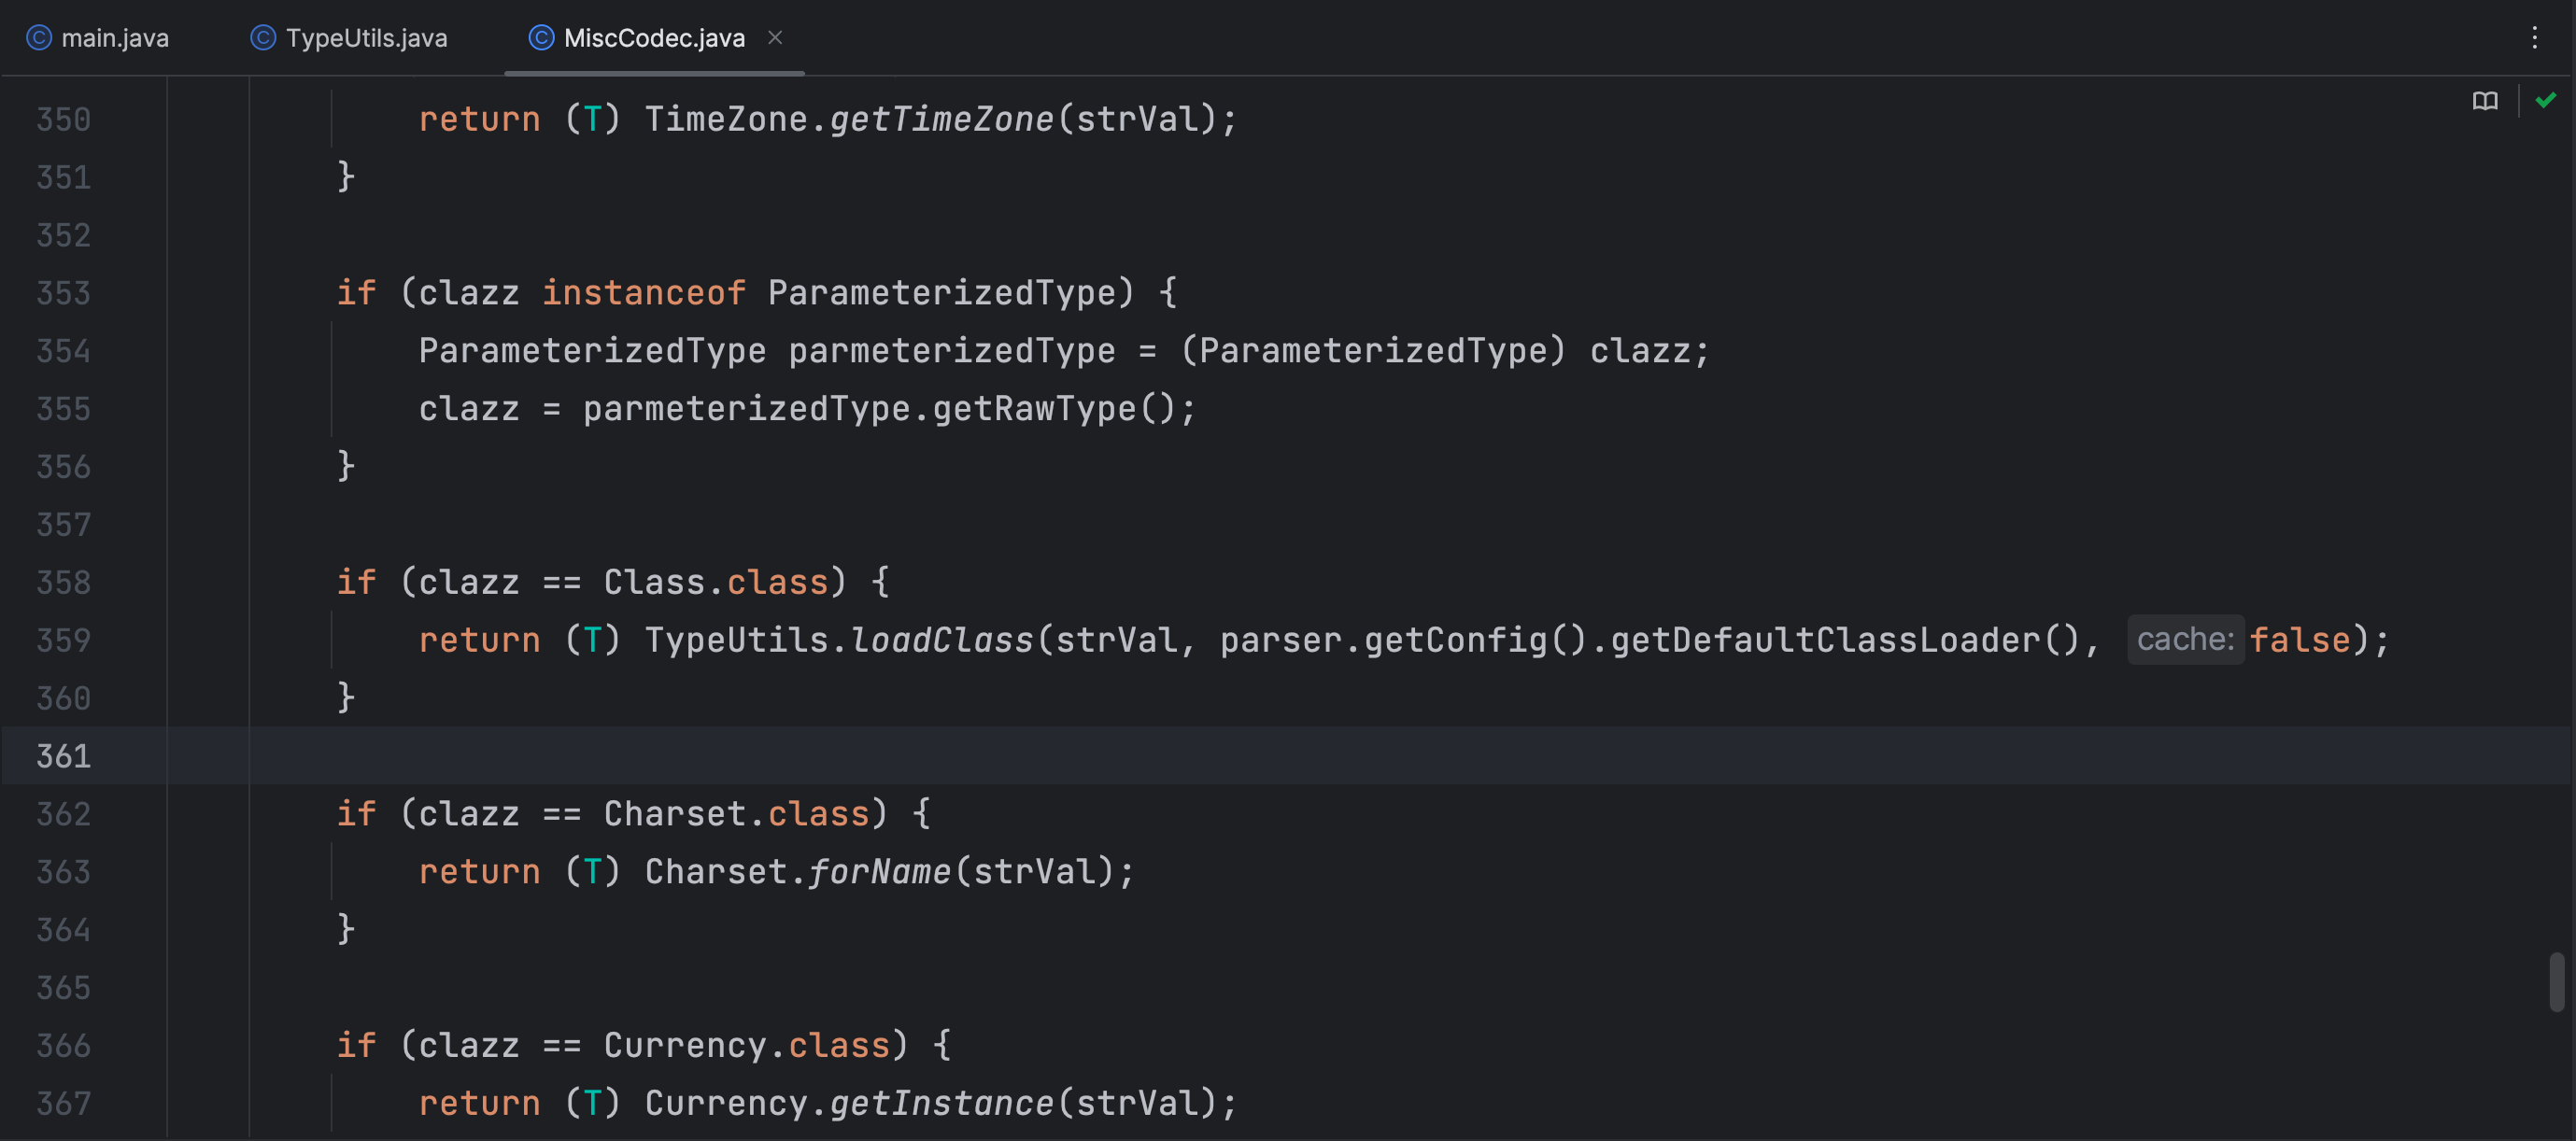 main.java TypeUtils.java MiscCodec.java
350 return (T) TimeZone.getTimeZone(strVal);
351 }
352
353 if (clazz instanceof ParameterizedType) {
354 ParameterizedType parmeterizedType = (ParameterizedType) clazz;
355 clazz = parmeterizedType.getRawType();
356 }
357
358 if (clazz == Class.class) {
359 return (T) TypeUtils.loadClass(strVal, parser.getConfig().getDefaultClassLoader(), cache: false);
360 }
361
362 if (clazz == Charset.class) {
363 return (T) Charset.forName(strVal);
364 }
365
366 if (clazz == Currency.class) {
367 return (T) Currency.getInstance(strVal);